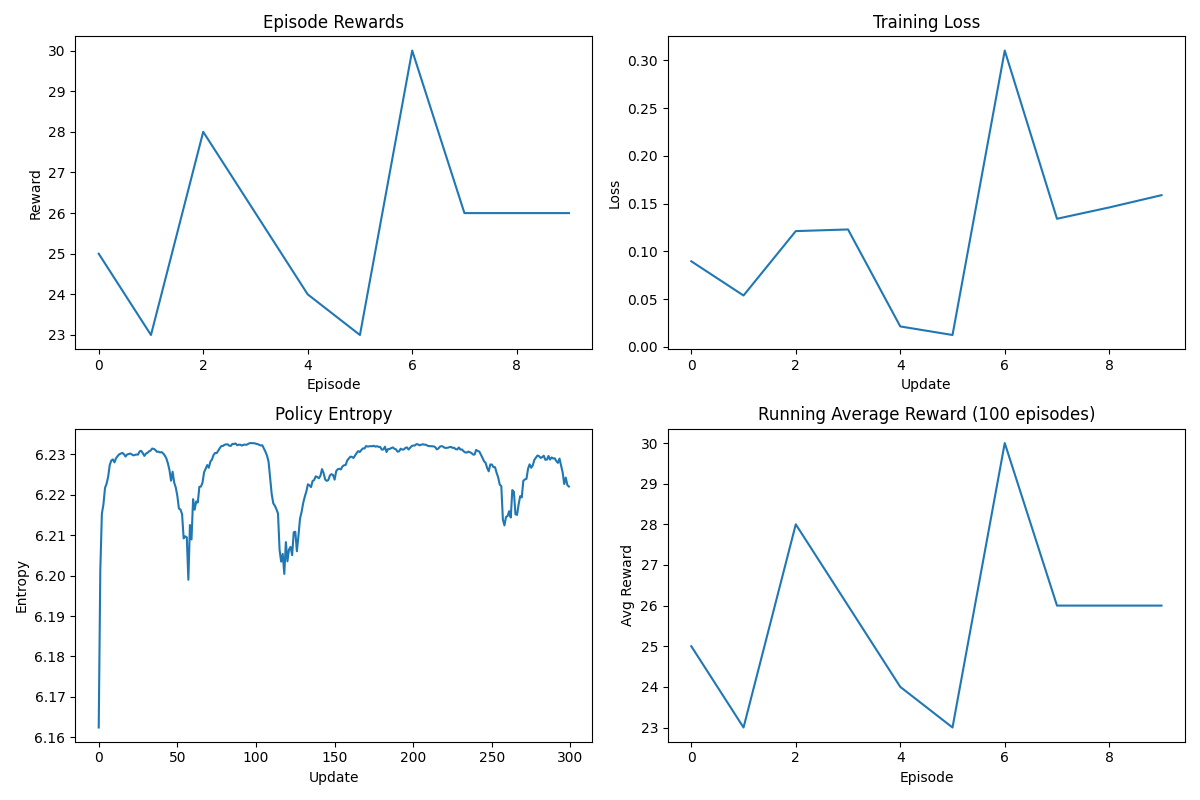 Episode Rewards
Reward
30
29
28
27
26
25
24
23
0 2 4 6 8
Episode
Training Loss
Loss
0.30
0.25
0.20
0.15
0.10
0.05
0.00
0 2 4 6 8
Update
Policy Entropy
Entropy
6.23
6.22
6.21
6.20
6.19
6.18
6.17
6.16
0 50 100 150 200 250 300
Update
Running Average Reward (100 episodes)
Avg Reward
30
29
28
27
26
25
24
23
0 2 4 6 8
Episode